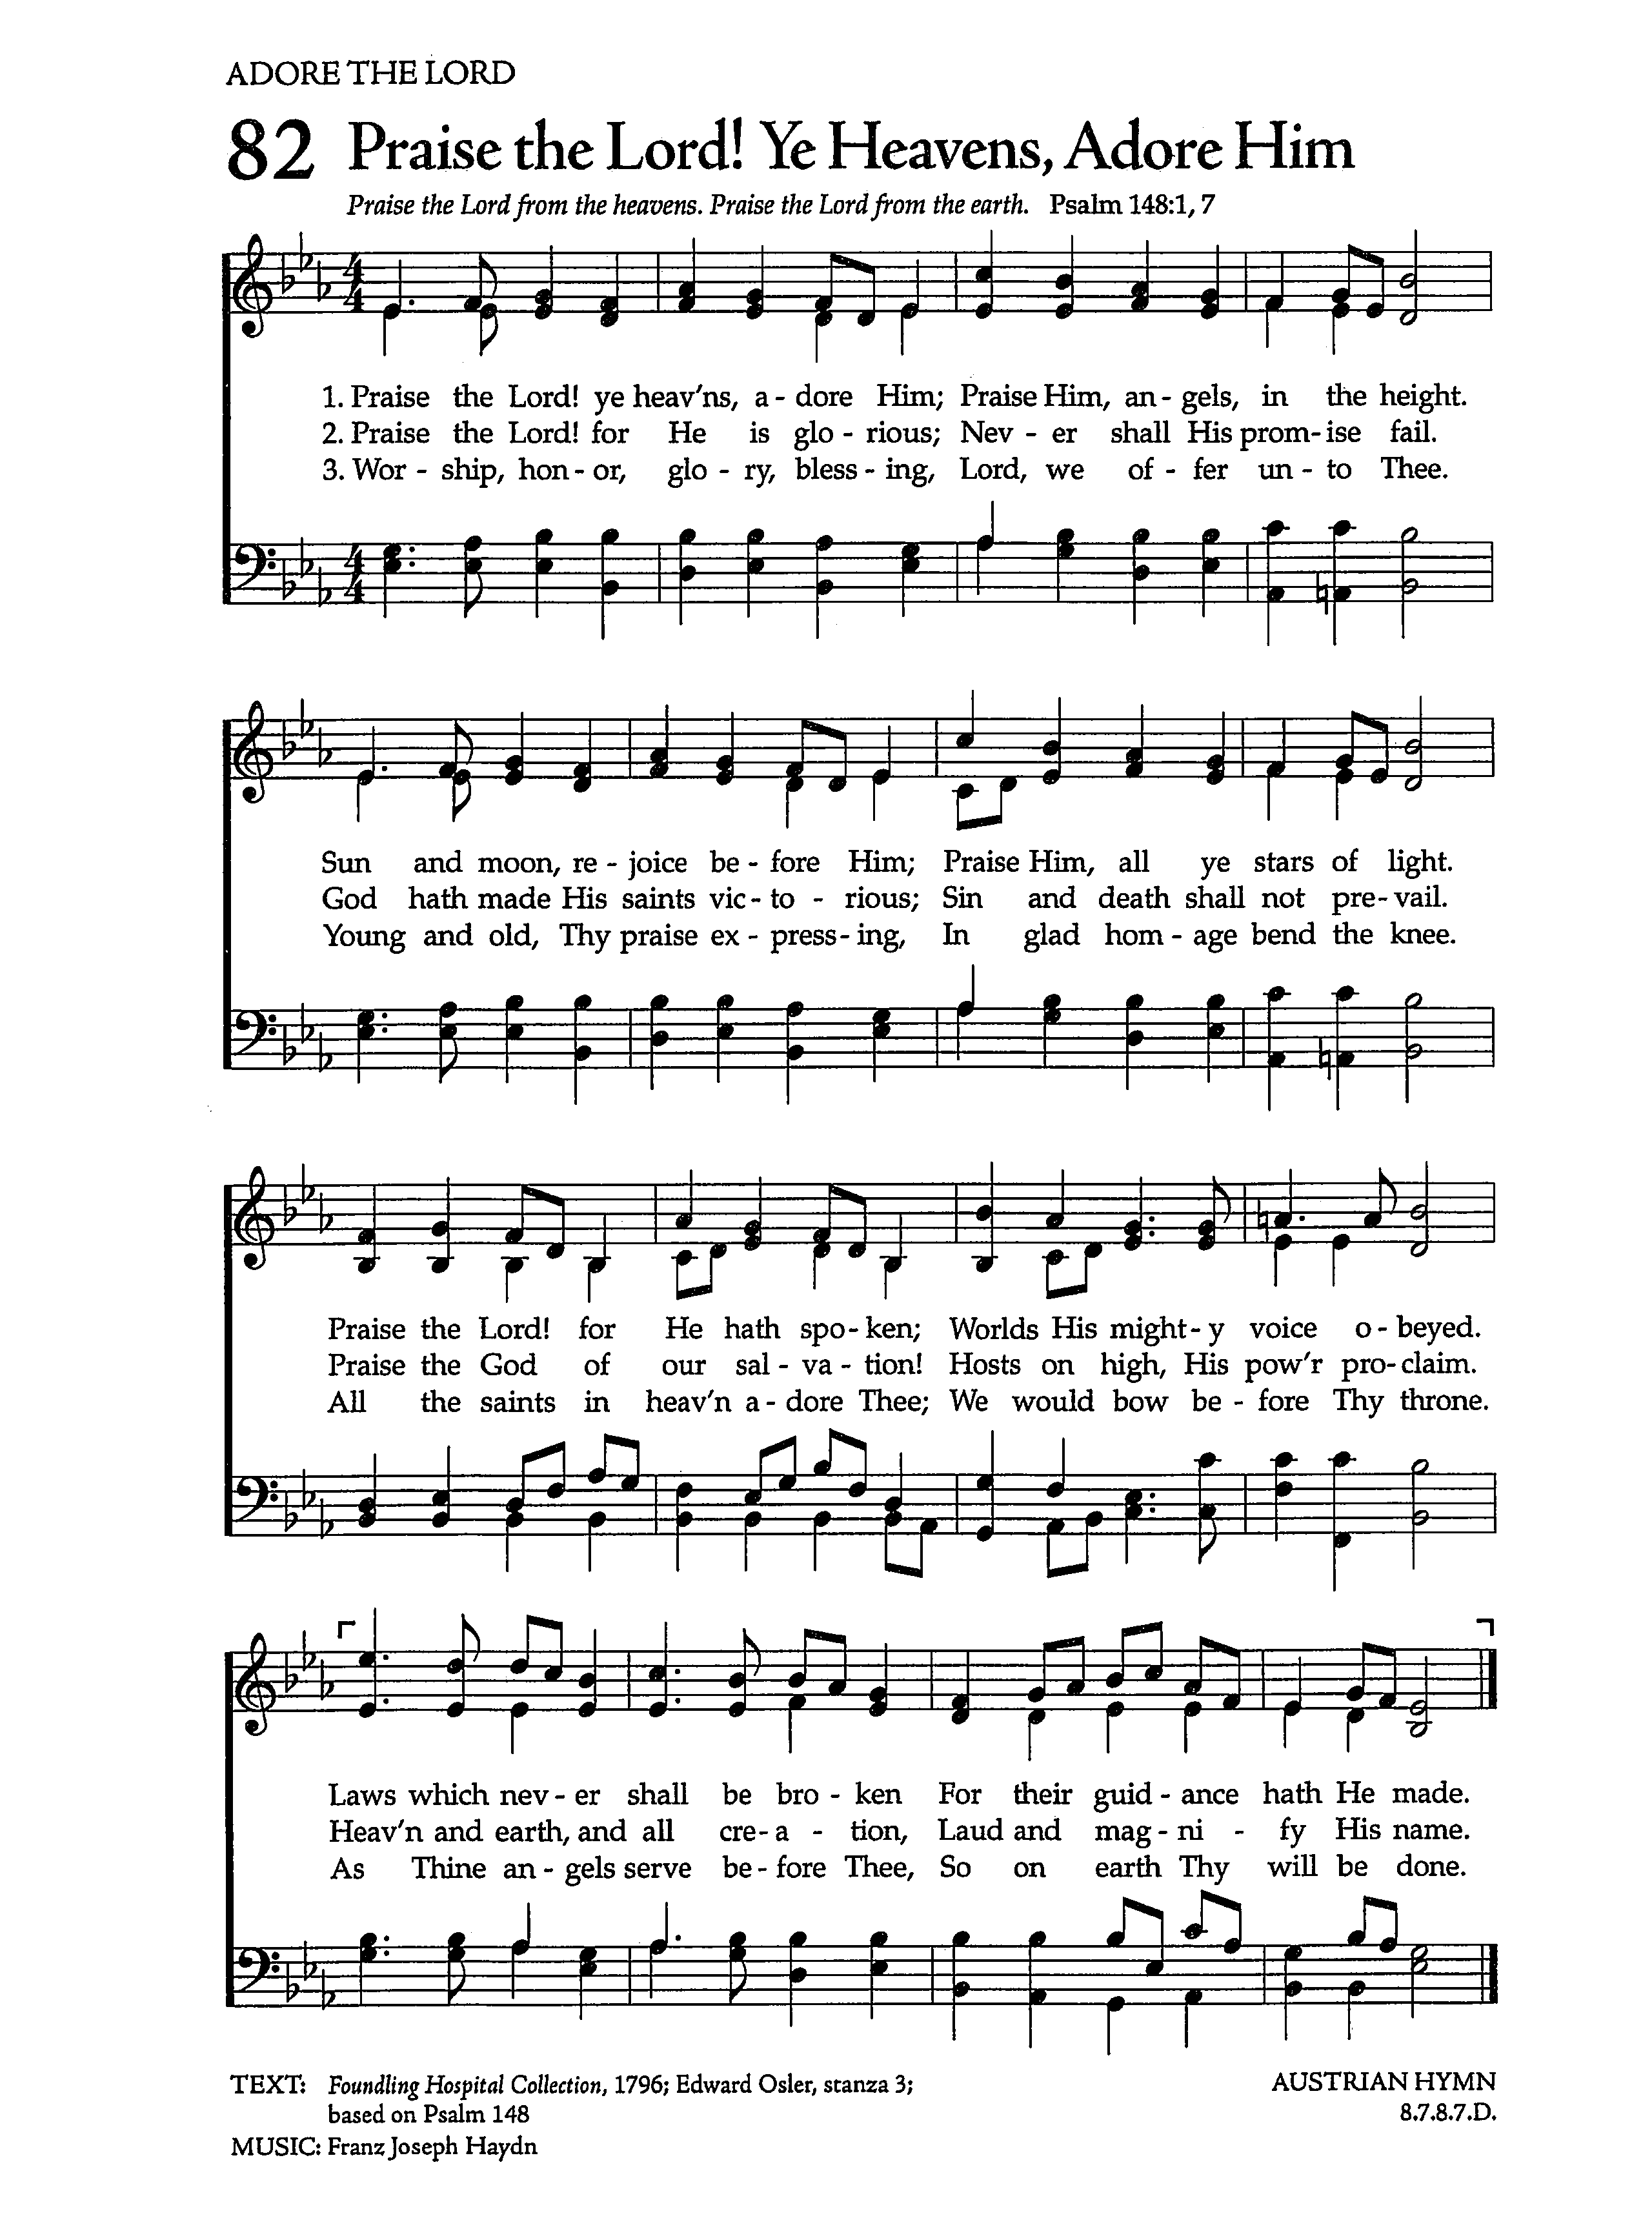 ADORE THE LORD
82 Praise the Lord! Ye Heavens, Adore Him
Praise the Lord from the heavens. Praise the Lord from the earth. Psalm 148:1, 7
1. Praise the Lord! ye heav'ns, a - dore Him; Praise Him, an - gels, in the height.
2. Praise the Lord! for He is glo - rious; Nev - er shall His prom - ise fail.
3. Wor - ship, hon - or, glo - ry, bless - ing, Lord, we of - fer un - to Thee.
Sun and moon, re - joice be - fore Him; Praise Him, all ye stars of light.
God hath made His saints vic - to - rious; Sin and death shall not pre - vail.
Young and old, Thy praise ex - press - ing, In glad hom - age bend the knee.
Praise the Lord! for He hath spo - ken; Worlds His might - y voice o - beyed.
Praise the God of our sal - va - tion! Hosts on high, His pow'r pro - claim.
All the saints in heav'n a - dore Thee; We would bow be - fore Thy throne.
Laws which nev - er shall be bro - ken For their guid - ance hath He made.
Heav'n and earth, and all cre - a - tion, Laud and mag - ni - fy His name.
As Thine an - gels serve be - fore Thee, So on earth Thy will be done.
TEXT: Foundling Hospital Collection, 1796; Edward Osler, stanza 3;
based on Psalm 148
MUSIC: Franz Joseph Haydn
AUSTRIAN HYMN
8.7.8.7.D.